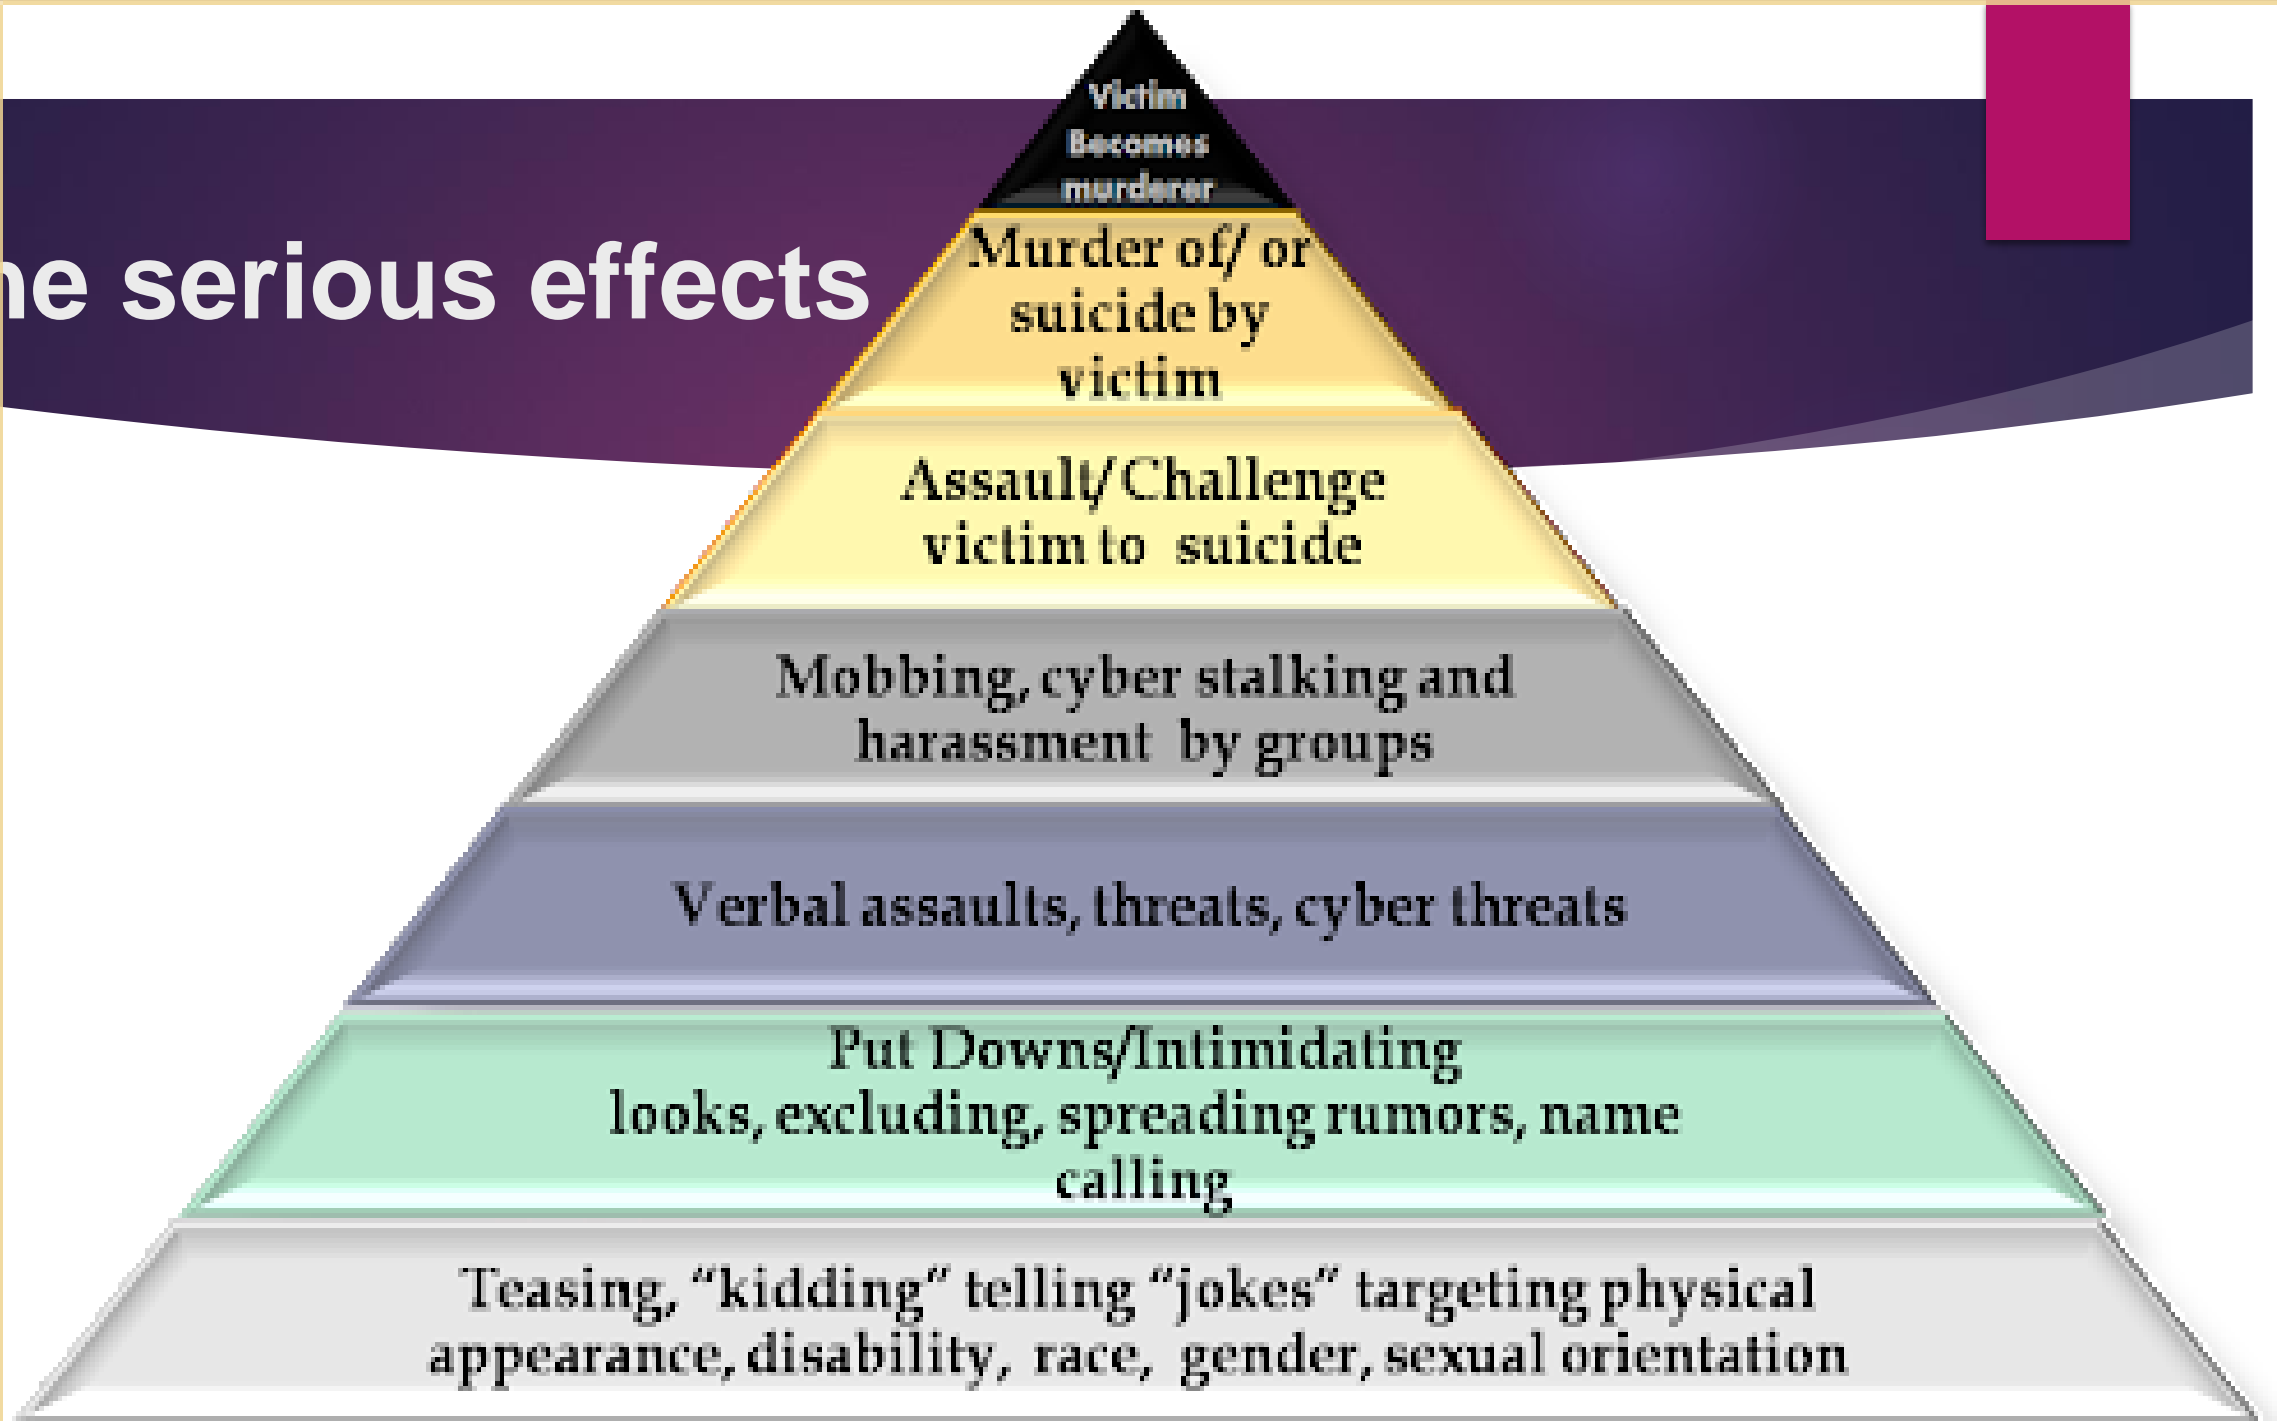 Victim
Becomes
murderer
he serious effects
Murder of/ or
suicide by
victim
Assault/Challenge
victim to suicide
Mobbing, cyber stalking and
harassment by groups
Verbal assaults, threats, cyber threats
Put Downs/Intimidating
looks, excluding, spreading rumors, name
calling
Teasing, “kidding” telling “jokes” targeting physical
appearance, disability, race, gender, sexual orientation